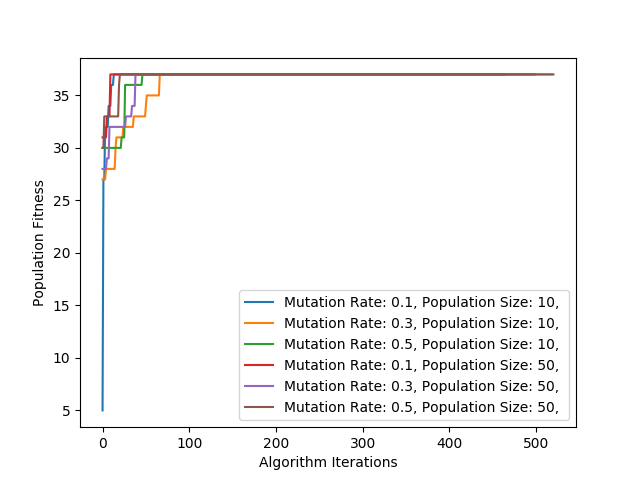 35
30
25
20
15
10
5
Population Fitness
Mutation Rate: 0.1, Population Size: 10,
Mutation Rate: 0.3, Population Size: 10,
Mutation Rate: 0.5, Population Size: 10,
Mutation Rate: 0.1, Population Size: 50,
Mutation Rate: 0.3, Population Size: 50,
Mutation Rate: 0.5, Population Size: 50,
0 100 200 300 400 500
Algorithm Iterations